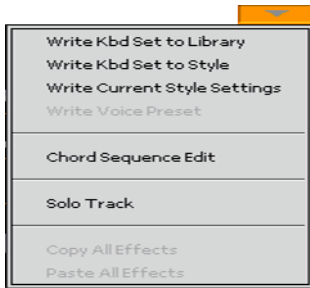 Write Kbd Set to Library
Write Kbd Set to Style
Write Current Style Settings
Write Voice Preset
Chord Sequence Edit
Solo Track
Copy All Effects
Paste All Effects